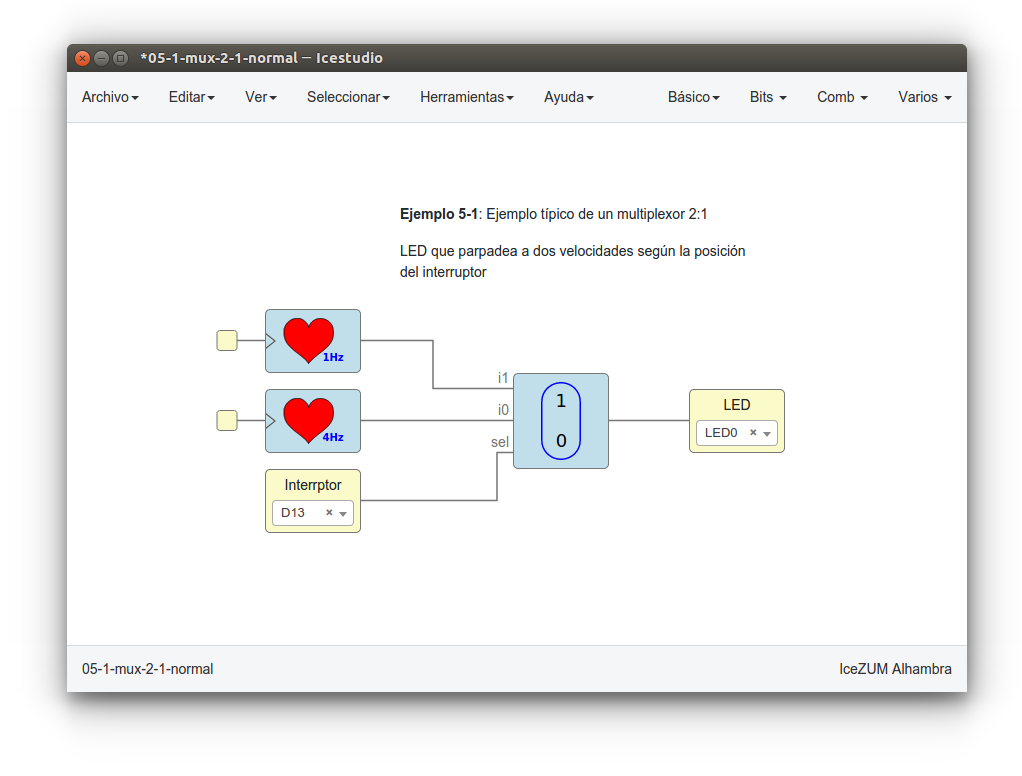 *05-1-mux-2-1-normal — Icestudio
Archivo Editar Ver Seleccionar Herramientas Ayuda Básico Bits Comb Varios
Ejemplo 5-1: Ejemplo típico de un multiplexor 2:1
LED que parpadea a dos velocidades según la posición
del interruptor
1Hz
4Hz
Interrptor
D13
i1
i0
sel
1
0
LED
LED0
05-1-mux-2-1-normal IceZUM Alhambra